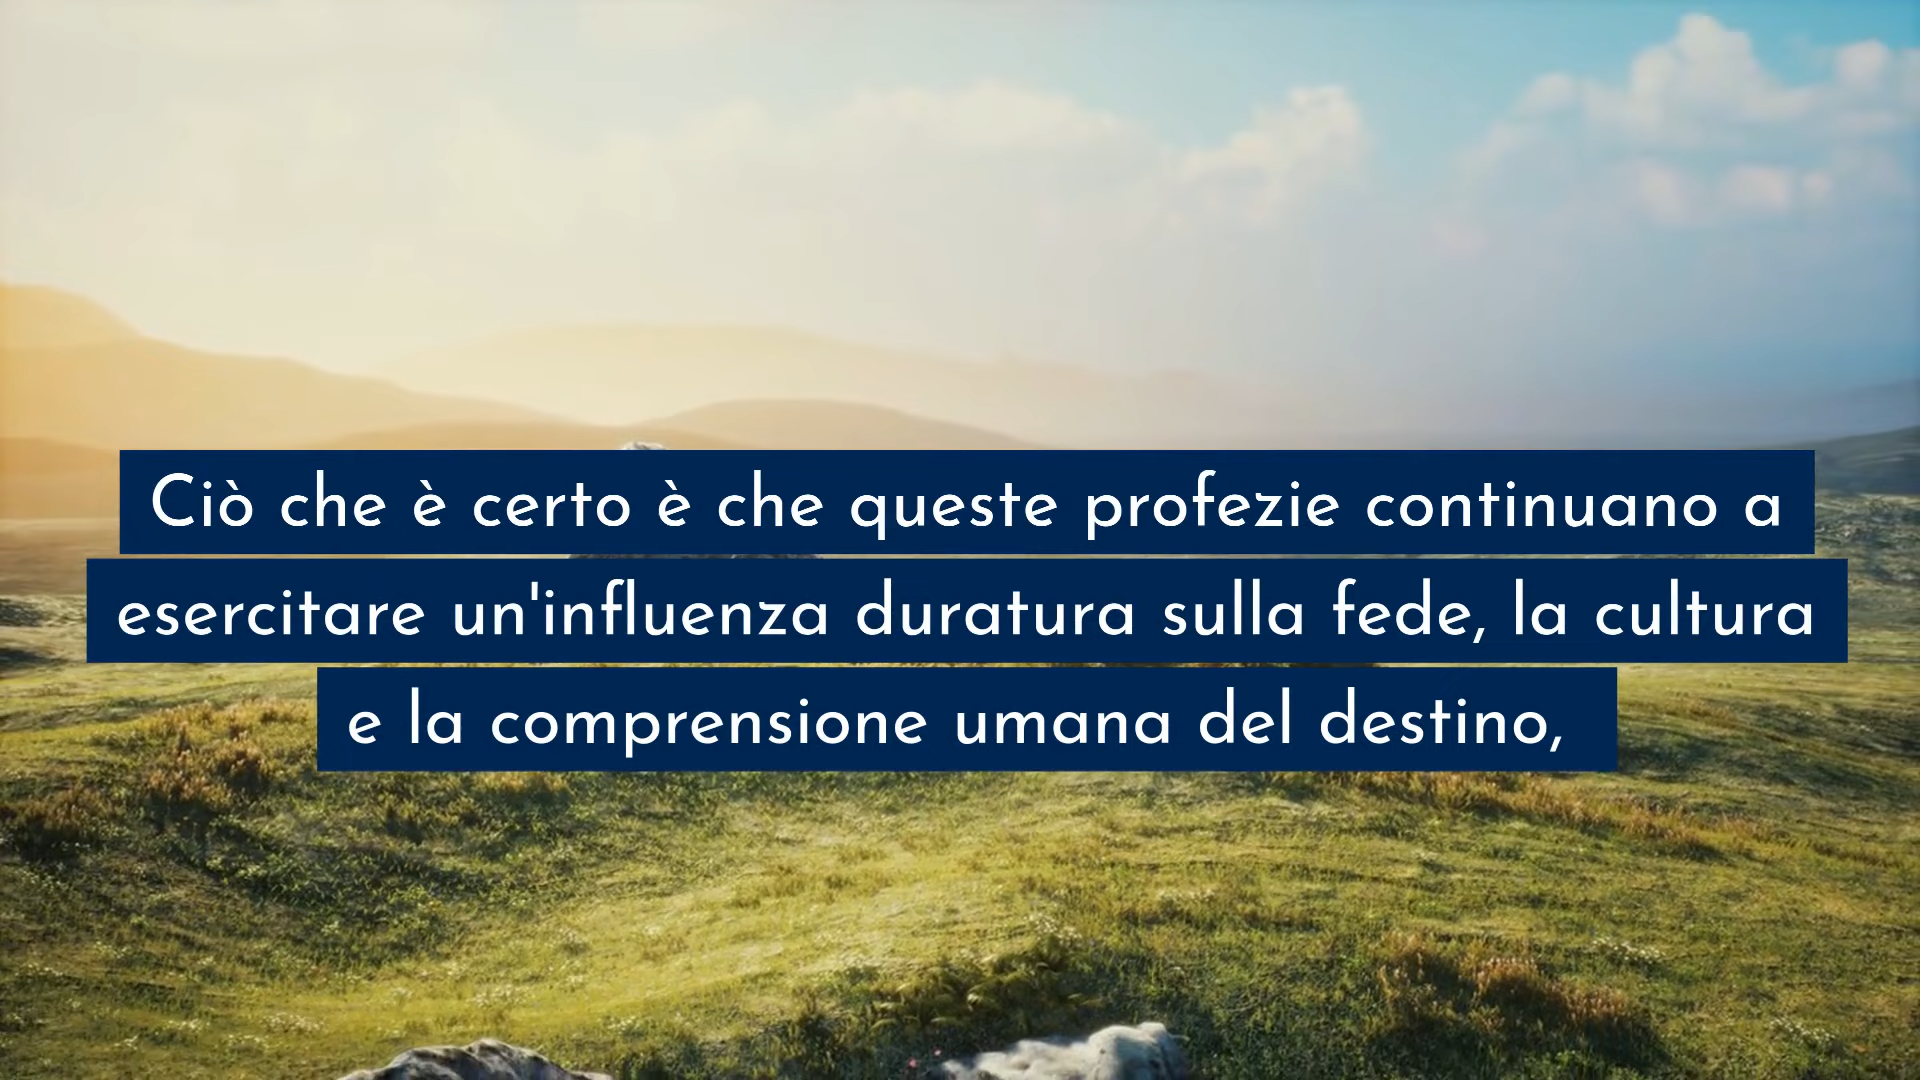 Ciò che è certo è che queste profezie continuano a
esercitare un'influenza duratura sulla fede, la cultura
e la comprensione umana del destino,